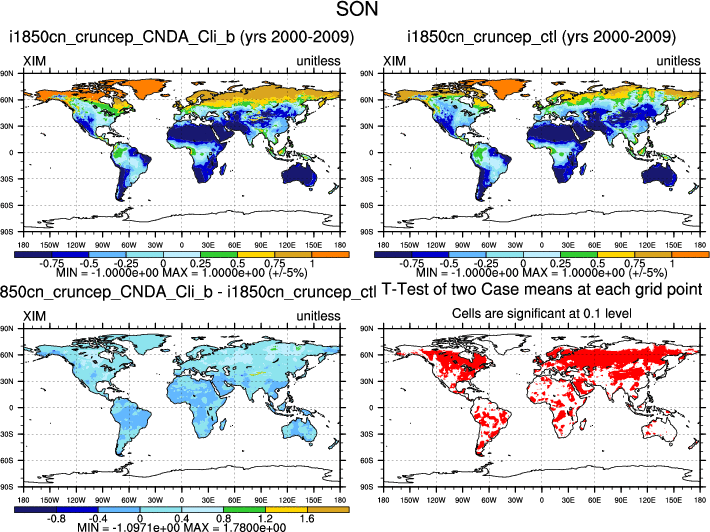 SON
i1850cn_cruncep_CNDA_Cli_b (yrs 2000-2009)
XIM unitless
90N
60N
30N
0
30S
60S
90S
180 150W 120W 90W 60W 30W 0 30E 60E 90E 120E 150E 180
-0.75 -0.5 -0.25 0 0.25 0.5 0.75 1
MIN = -1.0000e+00 MAX = 1.0000e+00 (+/-5%)
i1850cn_cruncep_ctl (yrs 2000-2009)
XIM unitless
90N
60N
30N
0
30S
60S
90S
180 150W 120W 90W 60W 30W 0 30E 60E 90E 120E 150E 180
-0.75 -0.5 -0.25 0 0.25 0.5 0.75 1
MIN = -1.0000e+00 MAX = 1.0000e+00 (+/-5%)
850cn_cruncep_CNDA_Cli_b - i1850cn_cruncep_ctl
XIM unitless
90N
60N
30N
0
30S
60S
90S
180 150W 120W 90W 60W 30W 0 30E 60E 90E 120E 150E 180
-0.8 -0.4 0 0.4 0.8 1.2 1.6
MIN = -1.0971e+00 MAX = 1.7800e+00
T-Test of two Case means at each grid point
Cells are significant at 0.1 level
90N
60N
30N
0
30S
60S
90S
180 150W 120W 90W 60W 30W 0 30E 60E 90E 120E 150E 180